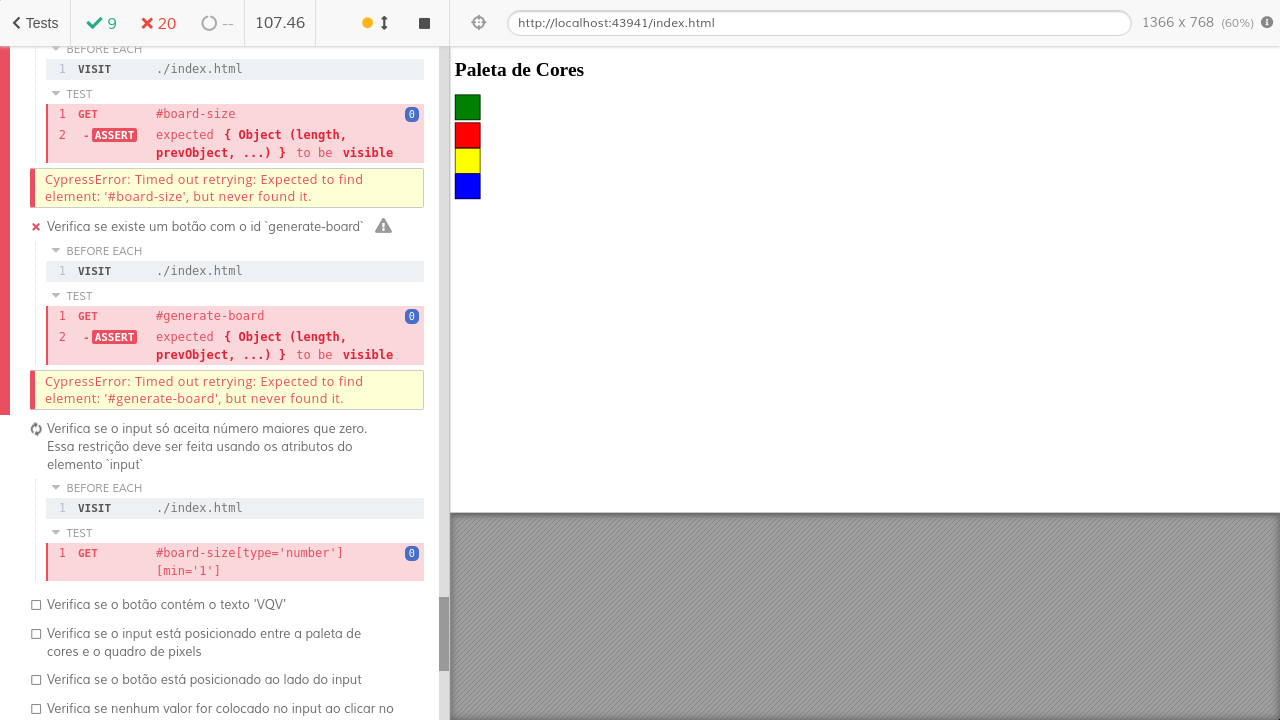 Tests
9
20
--
107.46
http://localhost:43941/index.html
1366 x 768 (60%)
BEFORE EACH
1 VISIT ./index.html
TEST
1 GET #board-size 0
2 -ASSERT expected { Object (length,
prevObject, ...) } to be visible
CypressError: Timed out retrying: Expected to find
element: '#board-size', but never found it.
Verifica se existe um botão com o id `generate-board`
BEFORE EACH
1 VISIT ./index.html
TEST
1 GET #generate-board 0
2 -ASSERT expected { Object (length,
prevObject, ...) } to be visible
CypressError: Timed out retrying: Expected to find
element: '#generate-board', but never found it.
Verifica se o input só aceita número maiores que zero.
Essa restrição deve ser feita usando os atributos do
elemento `input`
BEFORE EACH
1 VISIT ./index.html
TEST
1 GET #board-size[type='number'] 0
[min='1']
Verifica se o botão contém o texto 'VQV'
Verifica se o input está posicionado entre a paleta de
cores e o quadro de pixels
Verifica se o botão está posicionado ao lado do input
Verifica se nenhum valor for colocado no input ao clicar no
Paleta de Cores